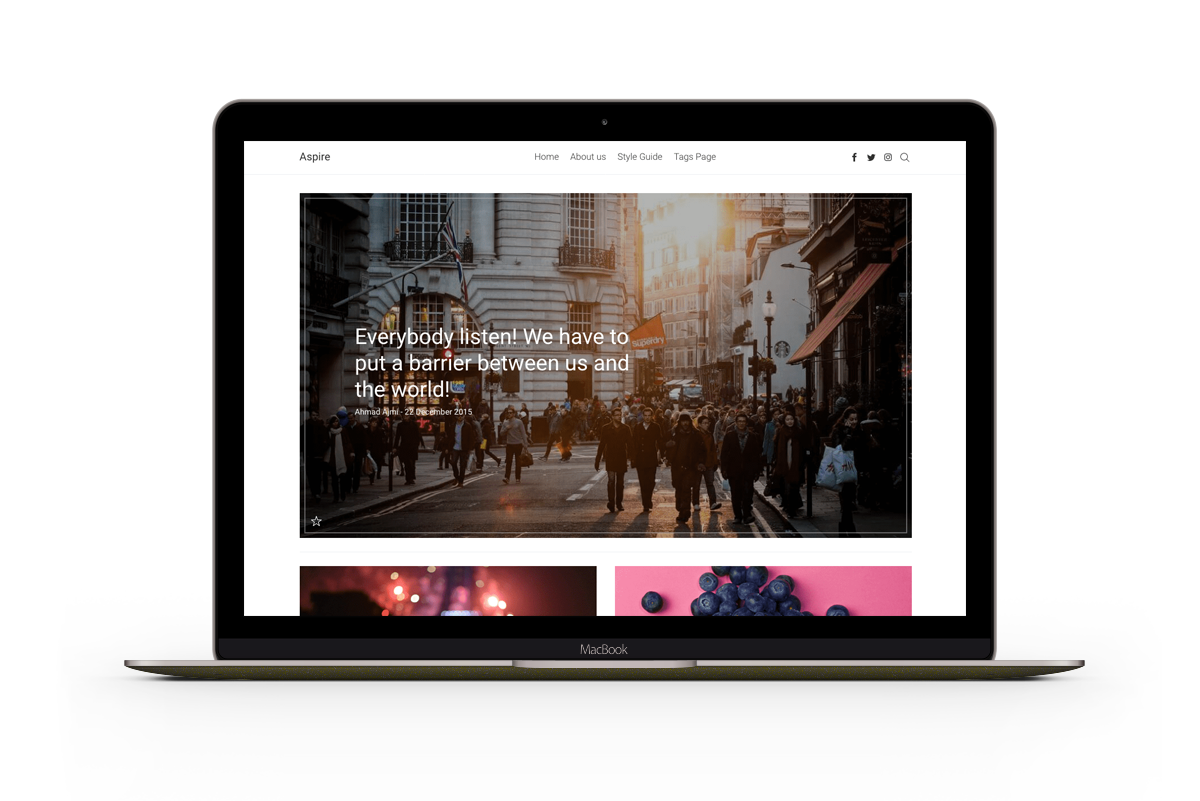 Aspire
Home About us Style Guide Tags Page
Everybody listen! We have to
put a barrier between us and
the world!
Ahmad Ajmi - 22 December 2015
Superdry
MacBook